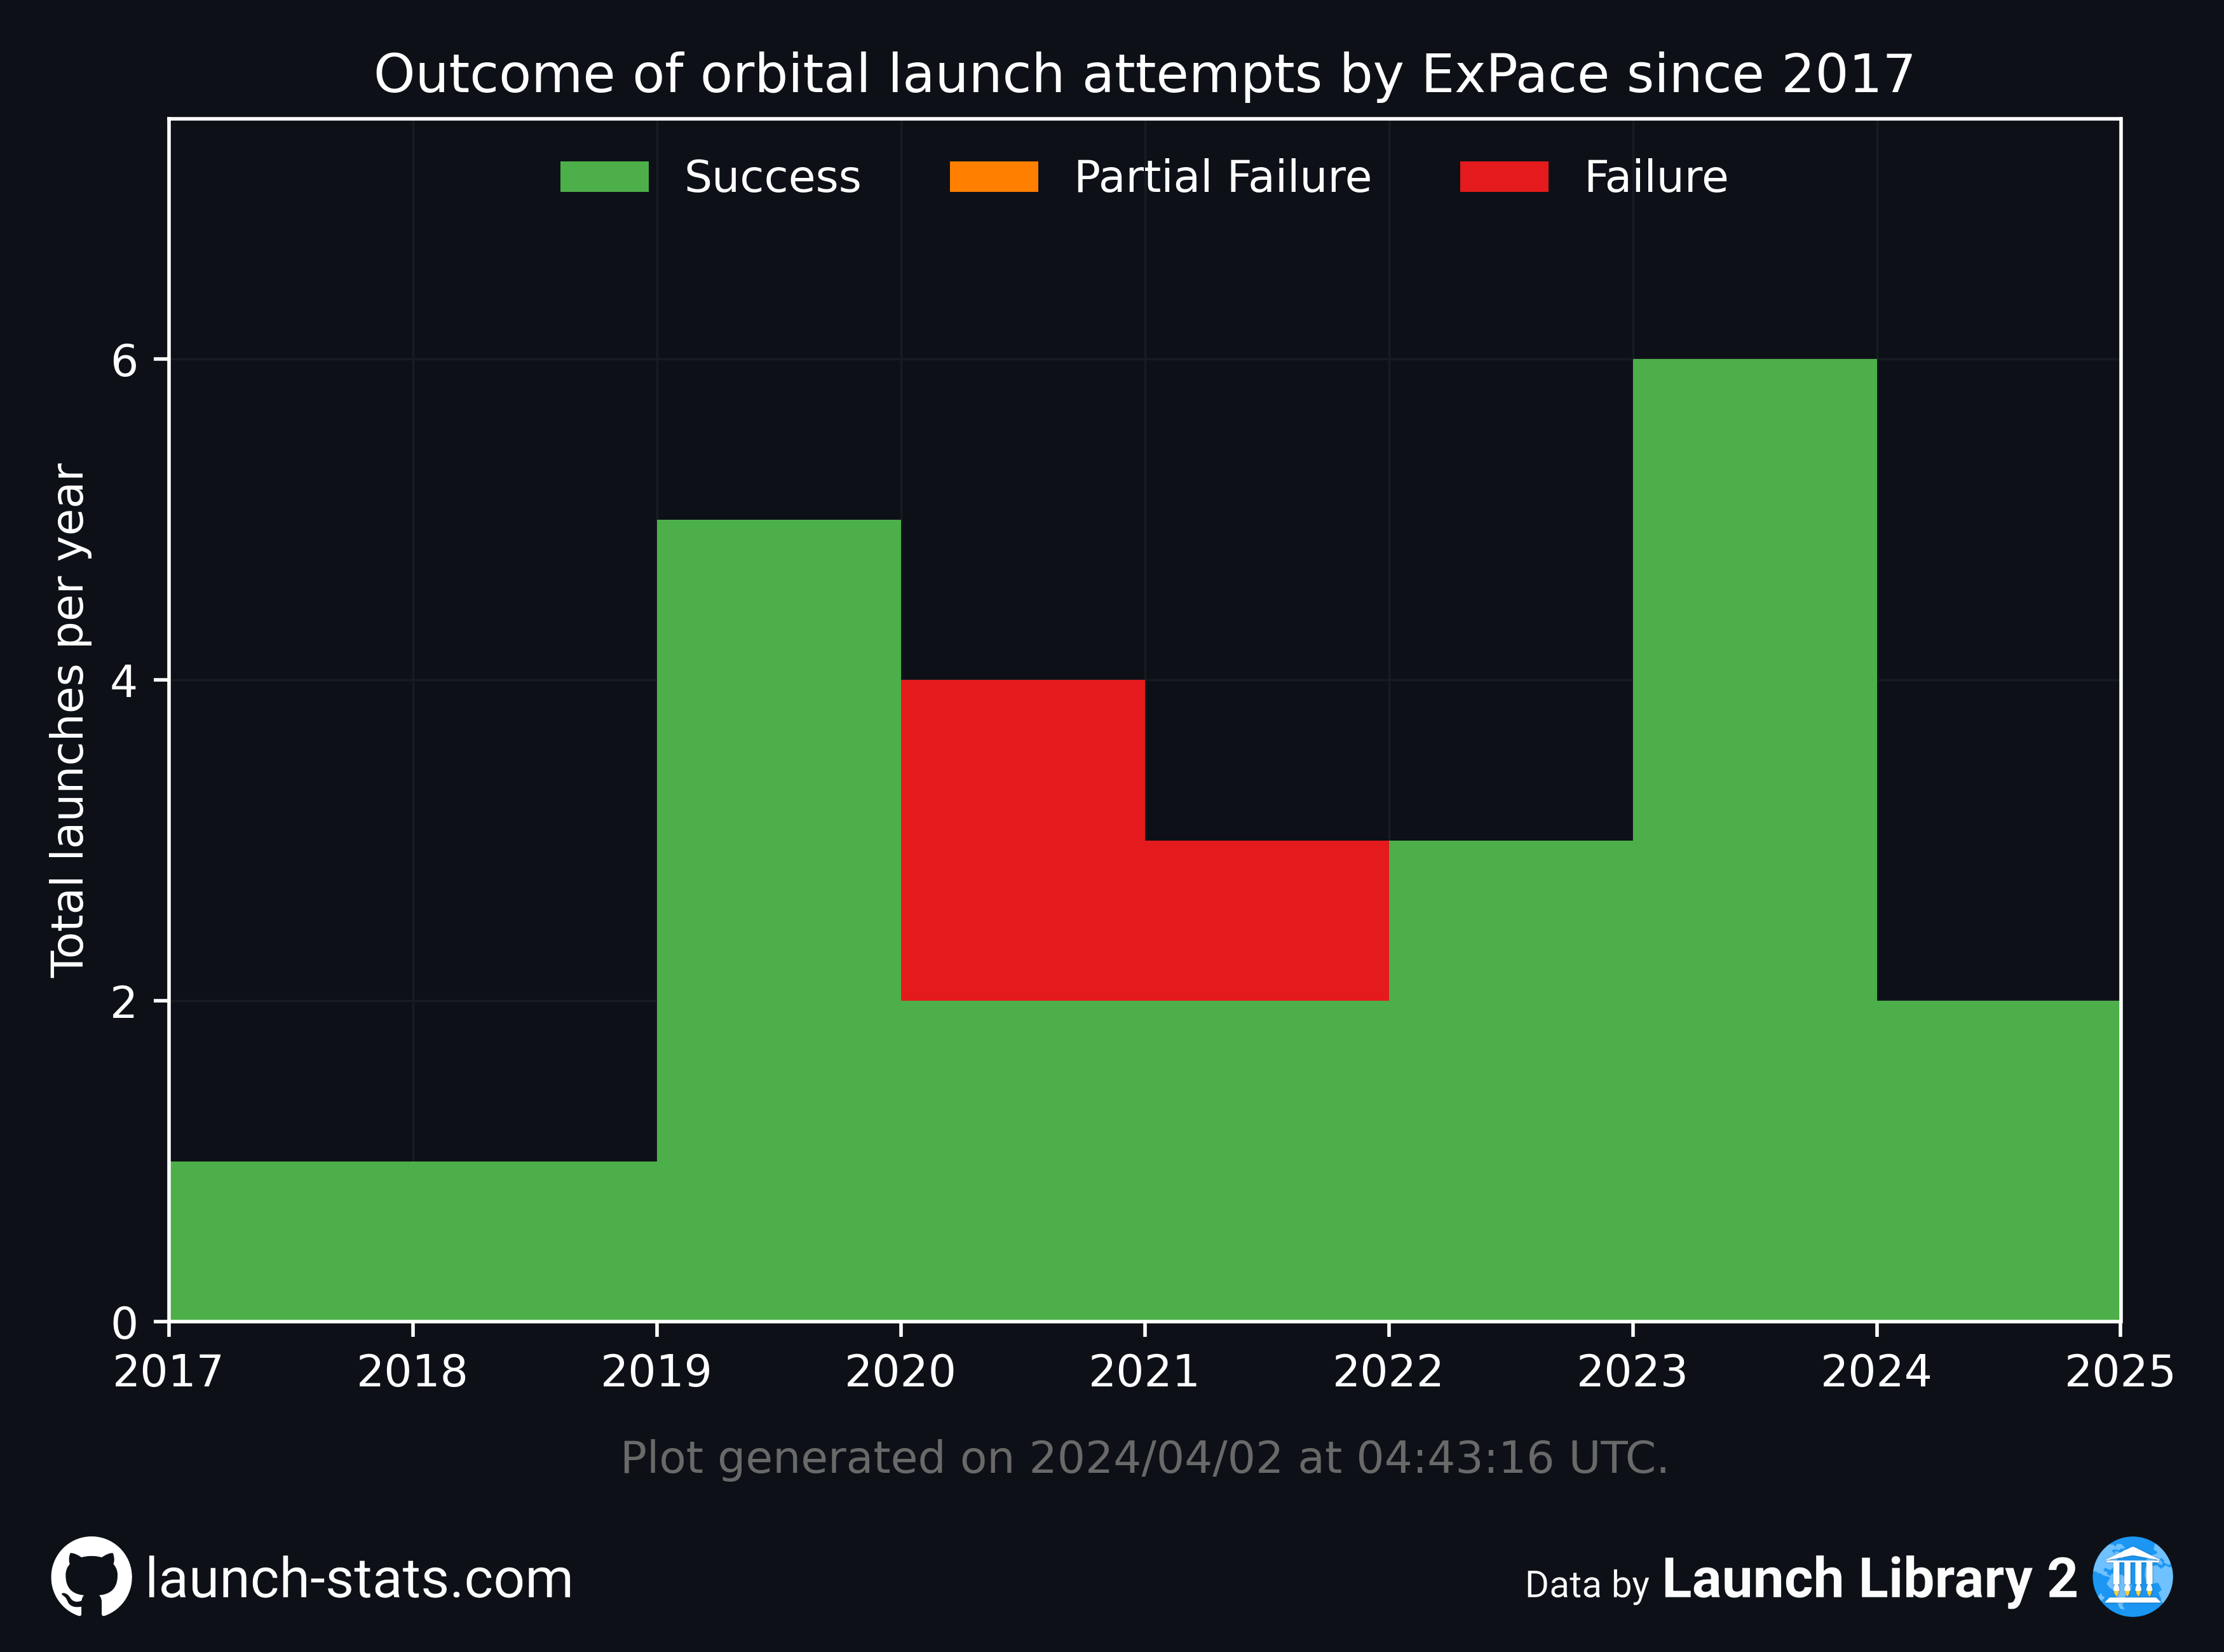 Outcome of orbital launch attempts by ExPace since 2017
Success Partial Failure Failure
Total launches per year
6
4
2
0
2017 2018 2019 2020 2021 2022 2023 2024 2025
Plot generated on 2024/04/02 at 04:43:16 UTC.
launch-stats.com
Data by Launch Library 2